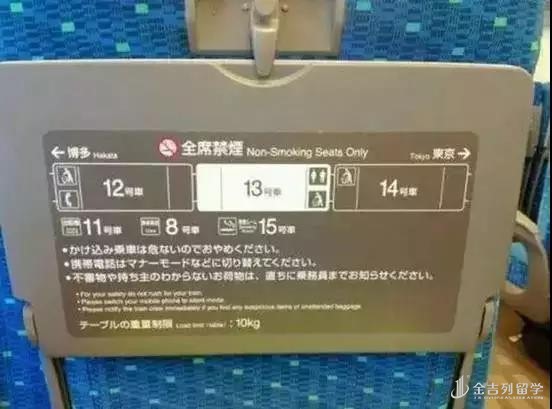 全席禁煙 Non-Smoking Seats Only
← 博多 Hakata
Tokyo 東京 →
12号車
13号車
14号車
11号車 8号車 15号車
●かけ込み乗車は危ないのでおやめください。
●携帯電話はマナーモードなどに切り替えてください。
●不審物や持ち主のわからないお荷物は、直ちに乗務員までお知らせください。
• For your safety do not rush for your train.
• Please switch your mobile phone to silent mode.
• Please notify the train crew immediately if you find any suspicious items or unattended baggage.
テーブルの重量制限 Load limit (table) : 10kg
金吉列留学